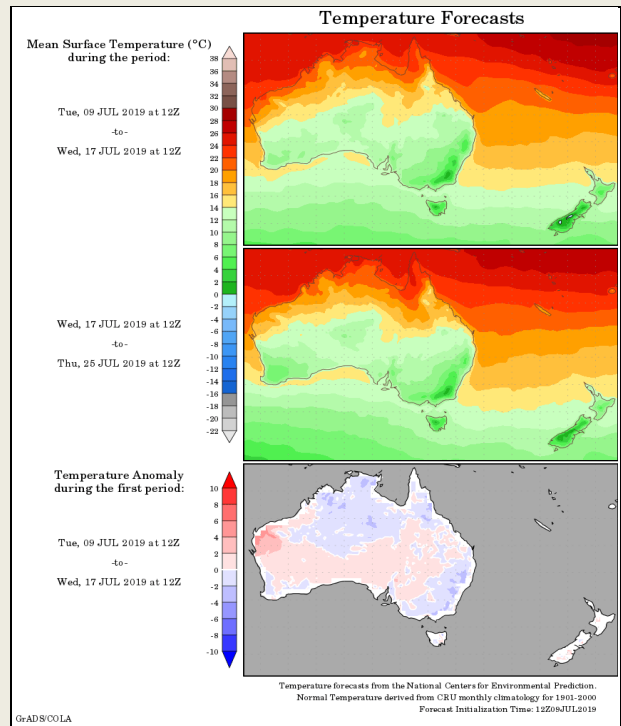 Temperature Forecasts
Mean Surface Temperature (°C)
during the period:
38
36
34
32
30
28
26
24
22
20
18
16
14
12
10
8
6
4
2
0
-2
-4
-6
-8
-10
-12
-14
-16
-18
-20
-22
Tue, 09 JUL 2019 at 12Z
-to-
Wed, 17 JUL 2019 at 12Z
Wed, 17 JUL 2019 at 12Z
-to-
Thu, 25 JUL 2019 at 12Z
Temperature Anomaly
during the first period:
10
8
6
4
2
0
-2
-4
-6
-8
-10
Tue, 09 JUL 2019 at 12Z
-to-
Wed, 17 JUL 2019 at 12Z
Temperature forecasts from the National Centers for Environmental Prediction.
Normal Temperature derived from CRU monthly climatology for 1901-2000
Forecast Initialization Time: 12Z09JUL2019
GrADS/COLA